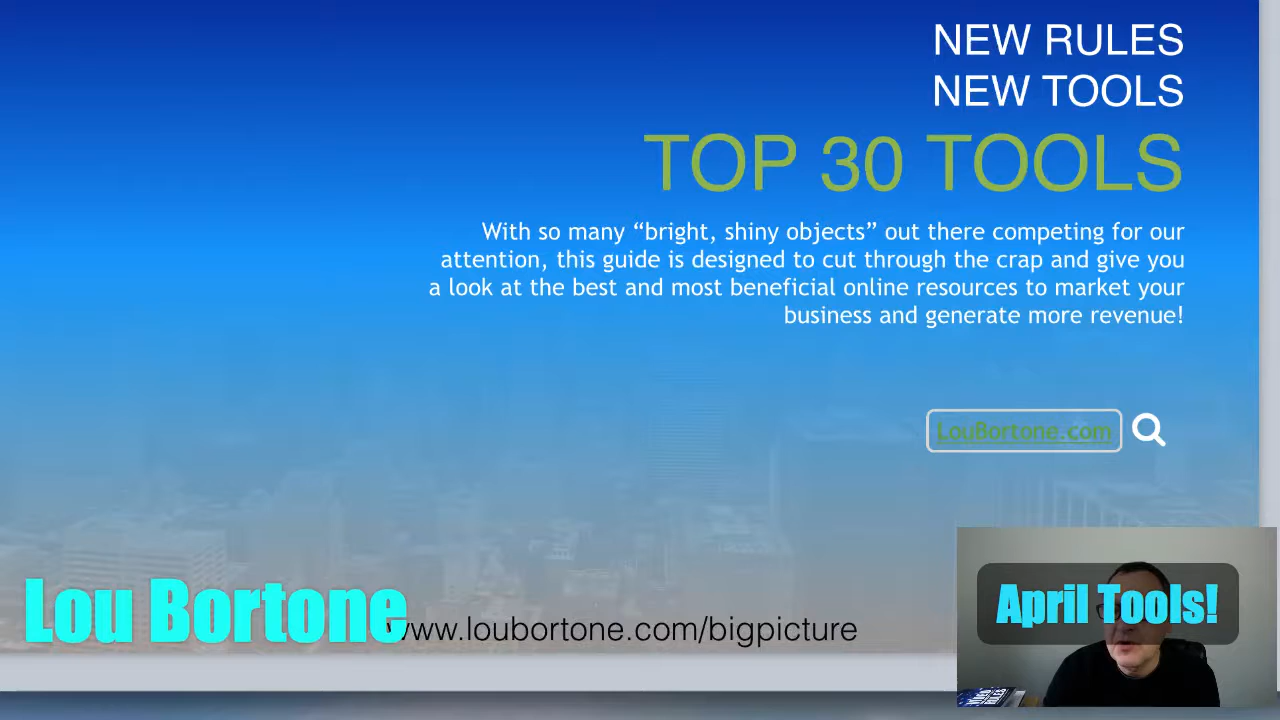 NEW RULES
NEW TOOLS
TOP 30 TOOLS
With so many “bright, shiny objects” out there competing for our
attention, this guide is designed to cut through the crap and give you
a look at the best and most beneficial online resources to market your
business and generate more revenue!
LouBortone.com
April Tools!
Lou Bortone
www.loubortone.com/bigpicture